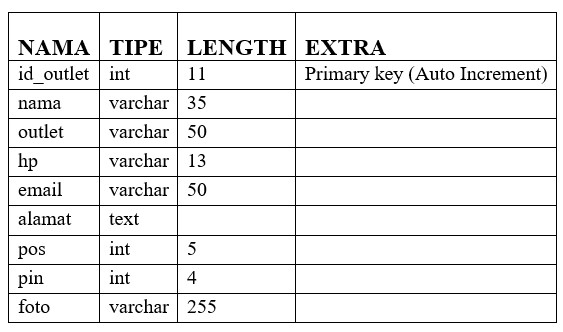 NAMA TIPE LENGTH EXTRA
id_outlet int 11 Primary key (Auto Increment)
nama varchar 35
outlet varchar 50
hp varchar 13
email varchar 50
alamat text
pos int 5
pin int 4
foto varchar 255